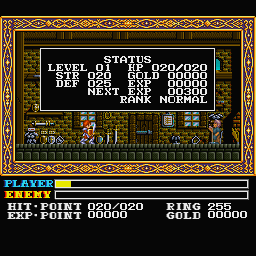 STATUS
LEVEL 01 HP 020/020
STR 020 GOLD 00000
DEF 025 EXP 00000
NEXT EXP 00300
RANK NORMAL
PLAYER
ENEMY
HIT·POINT 020/020 RING 255
EXP·POINT 00000 GOLD 00000